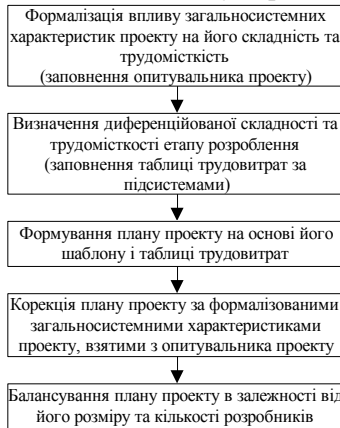 Формалізація впливу загальносистемних
характеристик проекту на його складність та
трудомісткість
(заповнення опитувальника проекту)
Визначення диференційованої складності та
трудомісткості етапу розроблення
(заповнення таблиці трудовитрат за
підсистемами)
Формування плану проекту на основі його
шаблону і таблиці трудовитрат
Корекція плану проекту за формалізованими
загальносистемними характеристиками
проекту, взятими з опитувальника проекту
Балансування плану проекту в залежності від
його розміру та кількості розробників